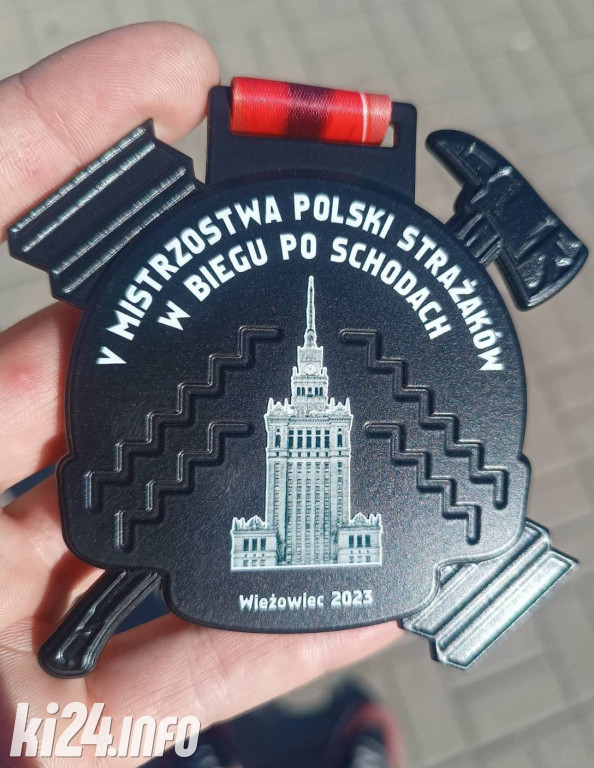 V MISTRZOSTWA POLSKI STRAŻAKÓW
W BIEGU PO SCHODACH
Wieżowiec 2023
ki24.info